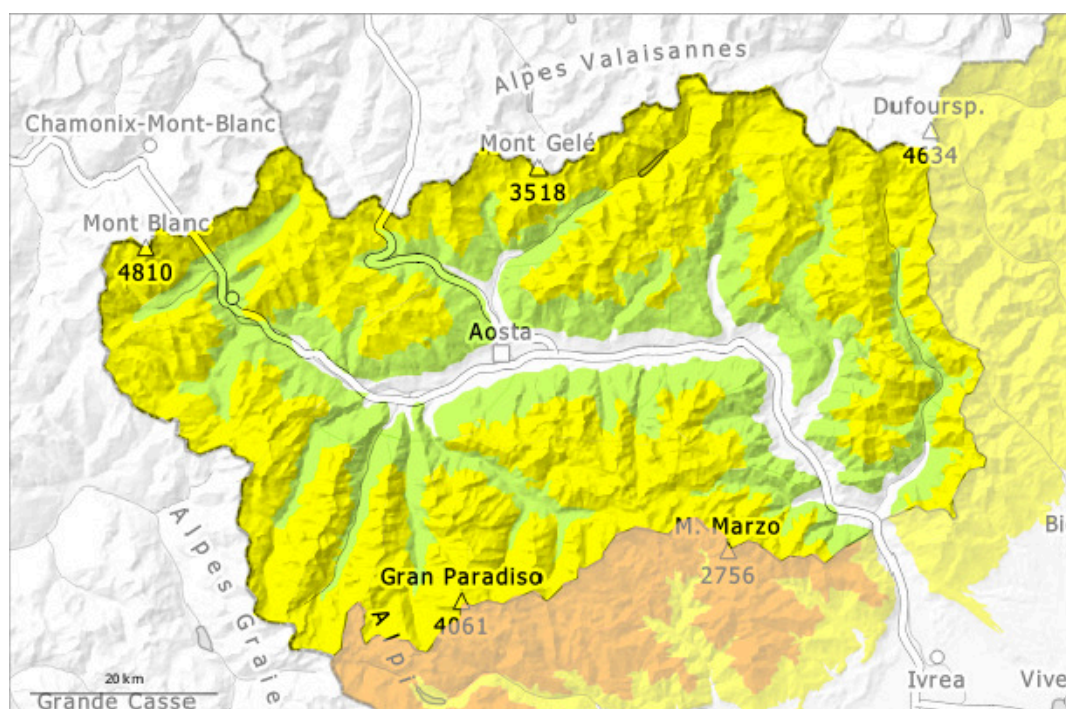 Alpes Valaisannes
Dufoursp.
4634
Chamonix-Mont-Blanc
Mont Gelé
3518
Mont Blanc
4810
Aosta
M. Marzo
2756
Gran Paradiso
4061
Alpes Graie
Alpi
20 km
Grande Casse
Ivrea
Vive
Bi